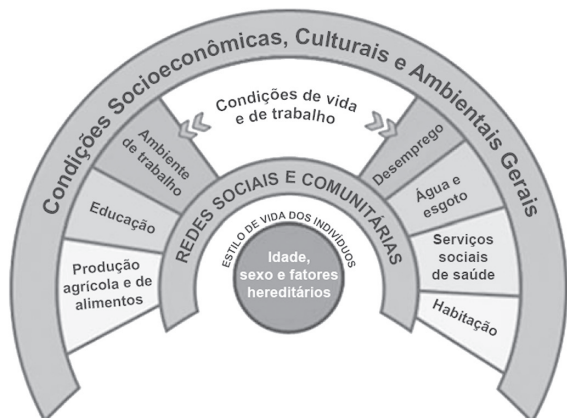 Condições Socioeconômicas, Culturais e Ambientais Gerais
Condições de vida
e de trabalho
Ambiente
de trabalho
Desemprego
Educação
Água e
esgoto
Produção
agrícola e de
alimentos
Serviços
sociais
de saúde
Habitação
REDES SOCIAIS E COMUNITÁRIAS
ESTILO DE VIDA DOS INDIVÍDUOS
Idade,
sexo e fatores
hereditários